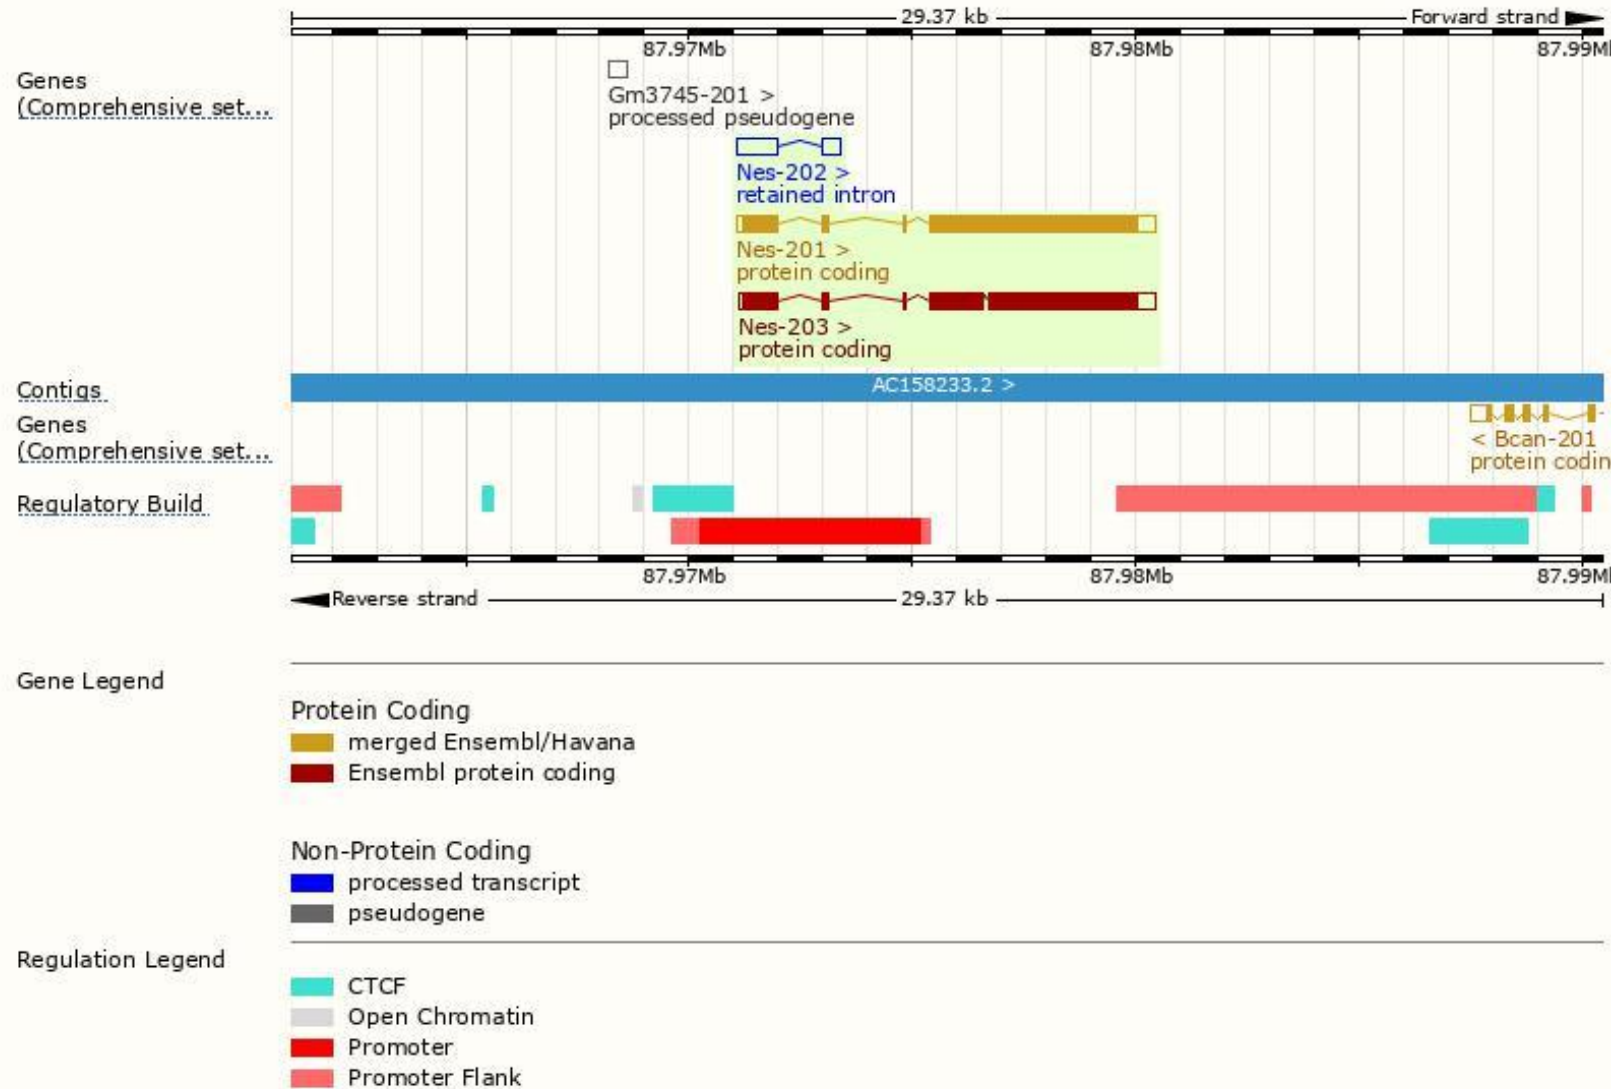 29.37 kb
Forward strand
87.97Mb 87.98Mb 87.99M
Genes
(Comprehensive set...
Gm3745-201 >
processed pseudogene
Nes-202 >
retained intron
Nes-201 >
protein coding
Nes-203 >
protein coding
Contigs
AC158233.2 >
Genes
(Comprehensive set...
< Bcan-201
protein codin
Regulatory Build
87.97Mb 87.98Mb 87.99M
Reverse strand 29.37 kb
Gene Legend
Protein Coding
merged Ensembl/Havana
Ensembl protein coding
Non-Protein Coding
processed transcript
pseudogene
Regulation Legend
CTCF
Open Chromatin
Promoter
Promoter Flank